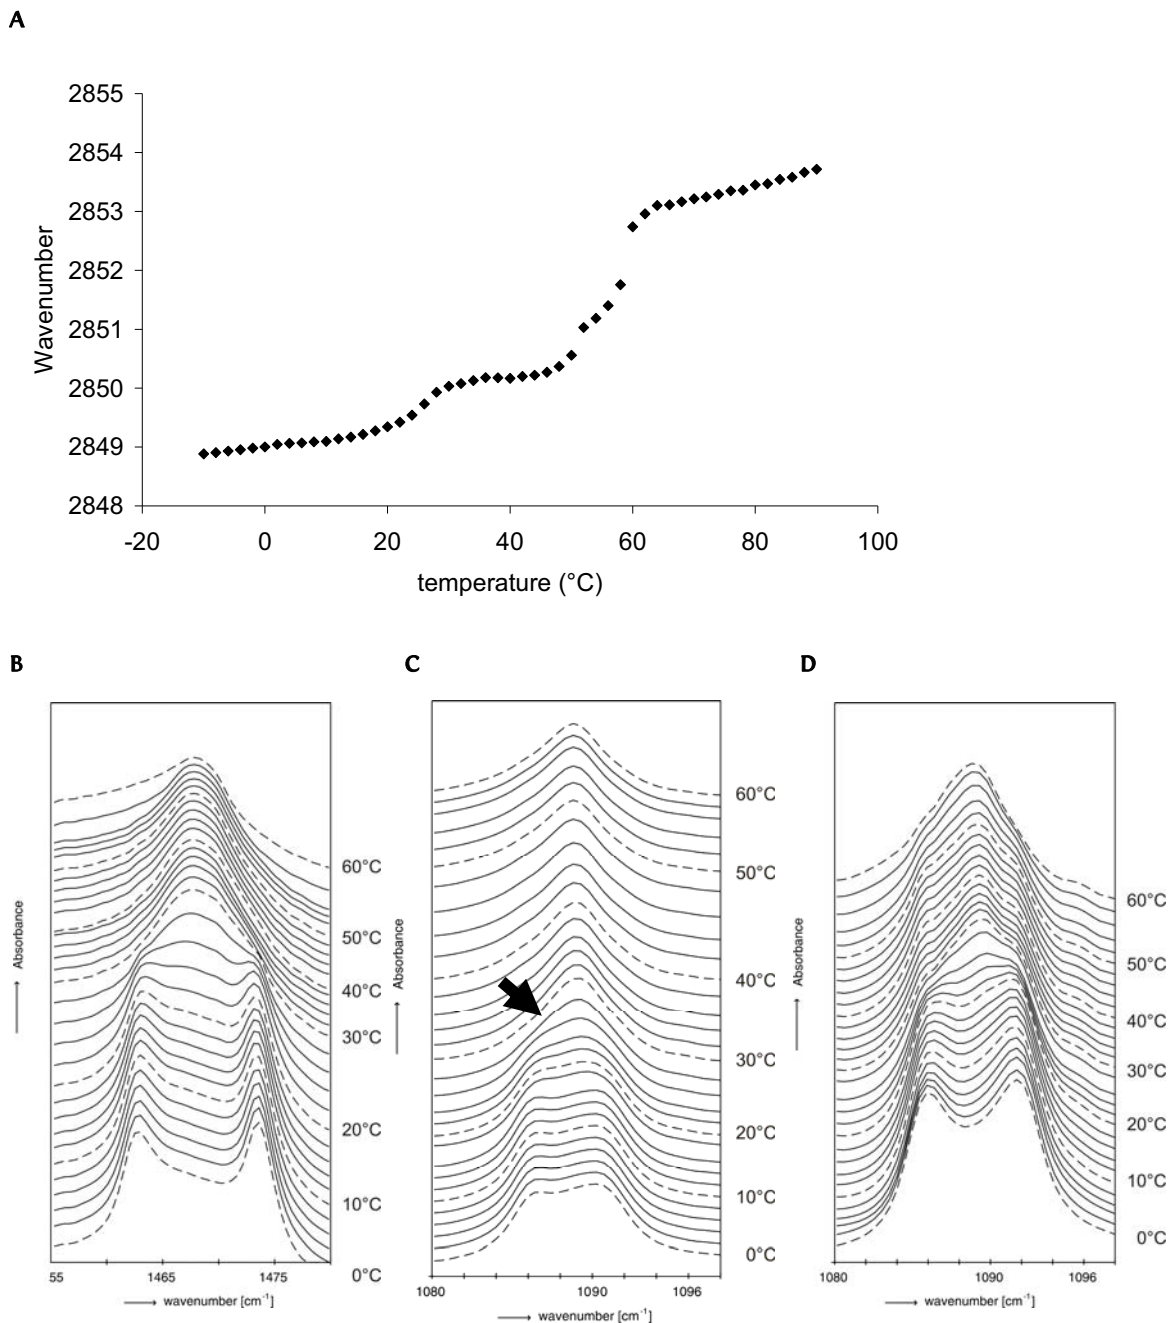 A
2855
2854
2853
2852
2851
2850
2849
2848
Wavenumber
-20 0 20 40 60 80 100
temperature (°C)
B
Absorbance
60°C
50°C
40°C
30°C
20°C
10°C
0°C
55 1465 1475
wavenumber [cm⁻¹]
C
Absorbance
60°C
50°C
40°C
30°C
20°C
10°C
0°C
1080 1090 1096
wavenumber [cm⁻¹]
D
Absorbance
60°C
50°C
40°C
30°C
20°C
10°C
0°C
1080 1090 1096
wavenumber [cm⁻¹]